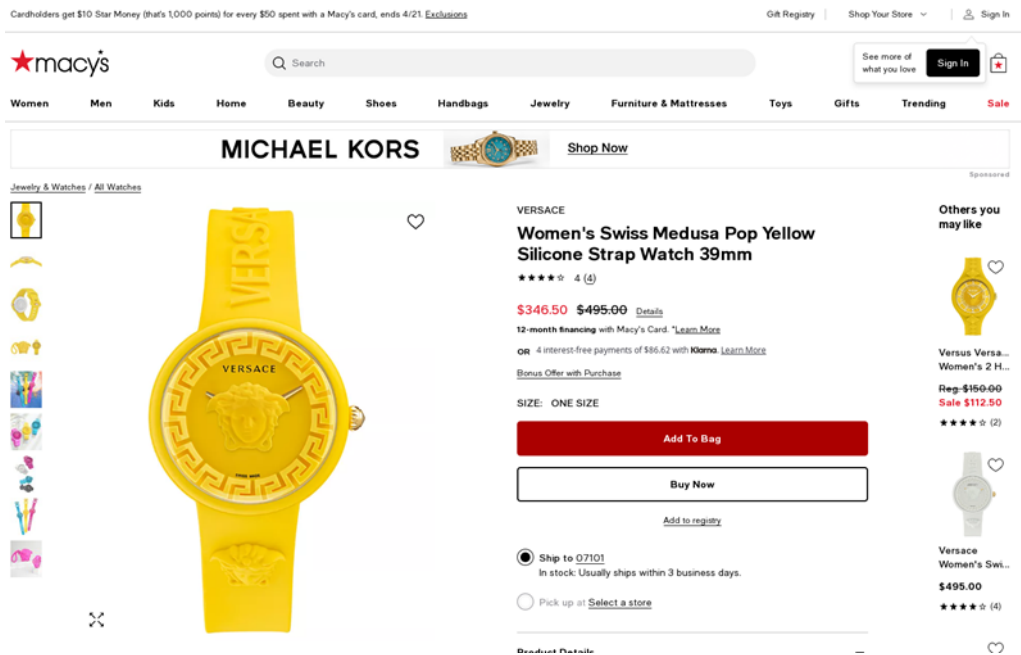 Cardholders get $10 Star Money (that's 1,000 points) for every $50 spent with a Macy's card, ends 4/21. Exclusions
Gift Registry
Shop Your Store
Sign In
macy's
Search
See more of
what you love
Sign In
Women
Men
Kids
Home
Beauty
Shoes
Handbags
Jewelry
Furniture & Mattresses
Toys
Gifts
Trending
Sale
MICHAEL KORS
Shop Now
Sponsored
Jewelry & Watches / All Watches
VERSA
VERSACE
VERSACE
Women's Swiss Medusa Pop Yellow
Silicone Strap Watch 39mm
4 (4)
$346.50 $495.00 Details
12-month financing with Macy's Card. *Learn More
OR 4 interest-free payments of $86.62 with Klarna. Learn More
Bonus Offer with Purchase
SIZE: ONE SIZE
Add To Bag
Buy Now
Add to registry
Ship to 07101
In stock: Usually ships within 3 business days.
Pick up at Select a store
Product Details
Others you
may like
Versus Versa...
Women's 2 H...
Reg. $150.00
Sale $112.50
(2)
Versace
Women's Swi...
$495.00
(4)